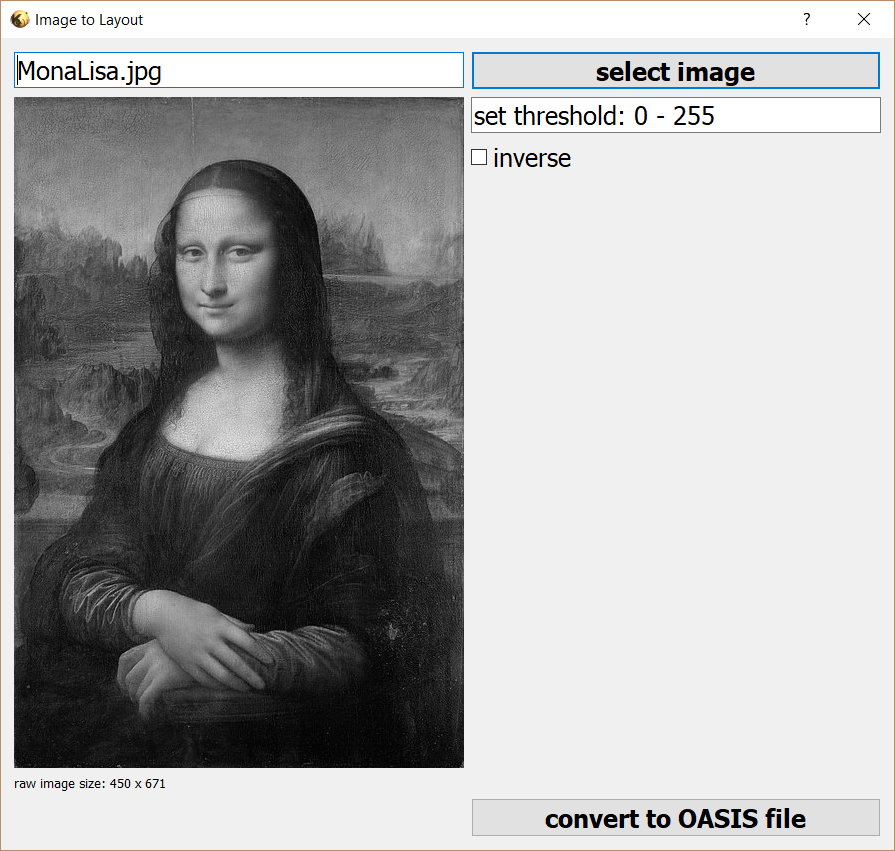 Image to Layout
?
MonaLisa.jpg
select image
set threshold: 0 - 255
inverse
raw image size: 450 x 671
convert to OASIS file